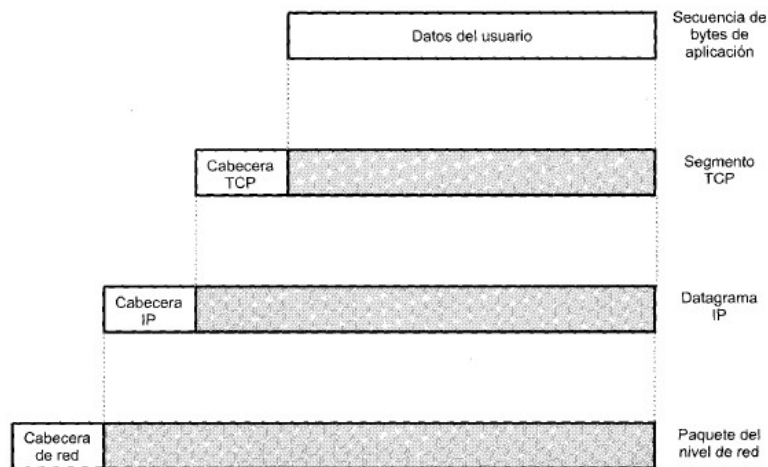 Datos del usuario
Secuencia de
bytes de
aplicación
Cabecera
TCP
Segmento
TCP
Cabecera
IP
Datagrama
IP
Cabecera
de red
Paquete del
nivel de red